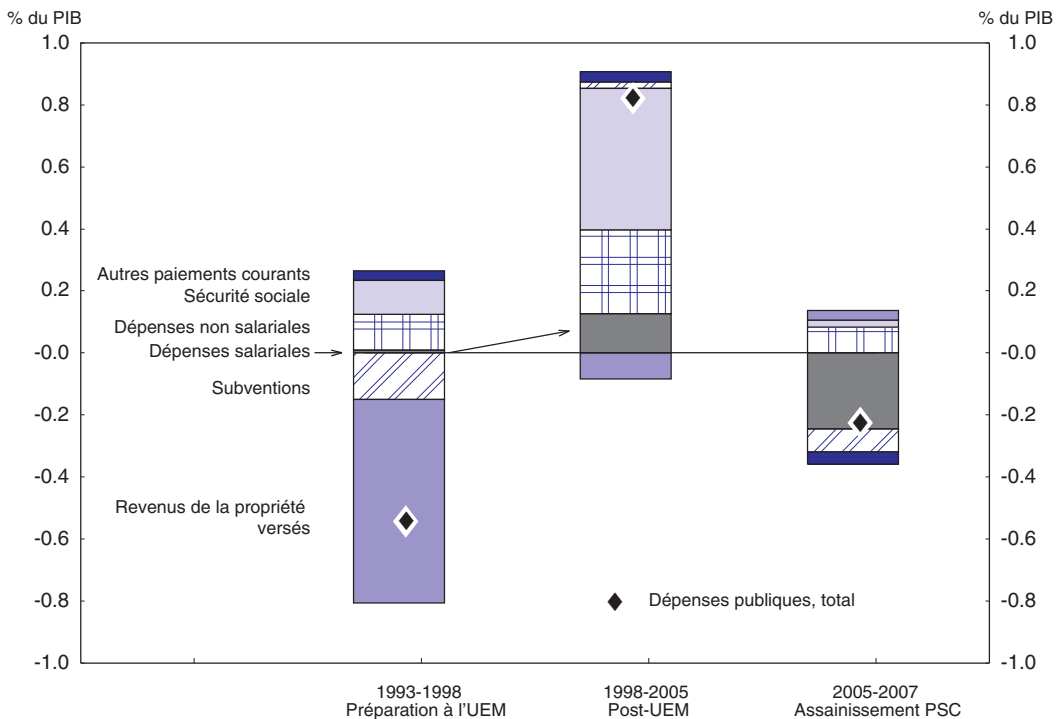 % du PIB
% du PIB
1.0
1.0
0.8
0.8
0.6
0.6
0.4
0.4
0.2
0.2
-0.0
-0.0
-0.2
-0.2
-0.4
-0.4
-0.6
-0.6
-0.8
-0.8
-1.0
-1.0
Autres paiements courants
Sécurité sociale
Dépenses non salariales
Dépenses salariales
Subventions
Revenus de la propriété
versés
Dépenses publiques, total
1993-1998
Préparation à l'UEM
1998-2005
Post-UEM
2005-2007
Assainissement PSC